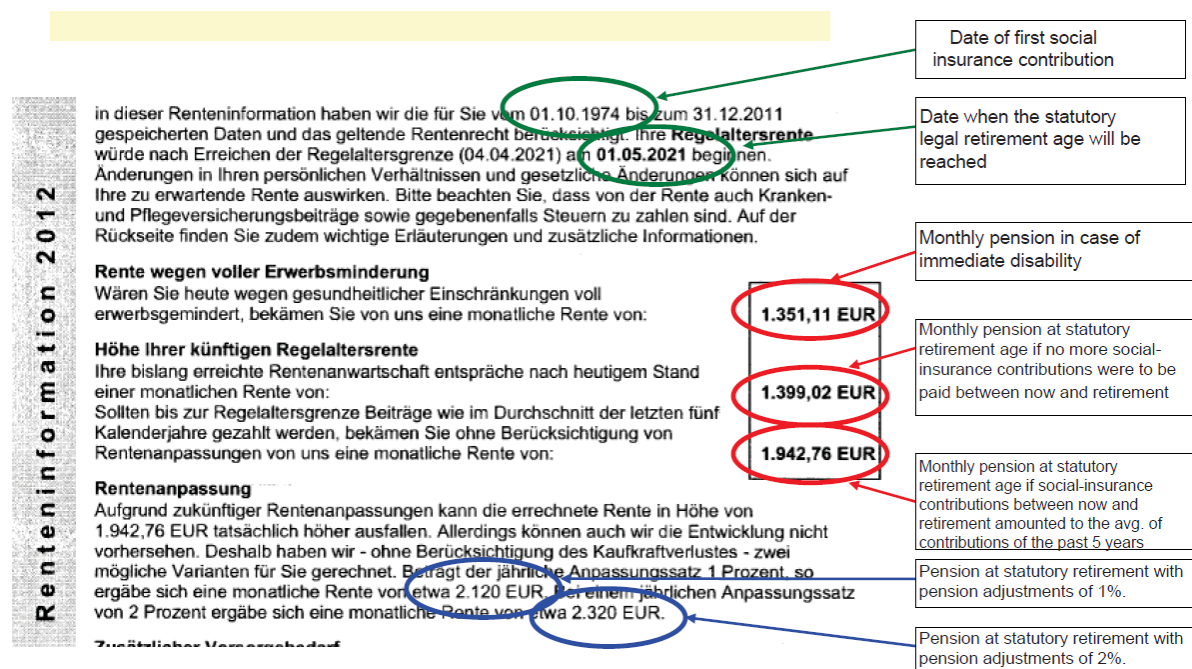 Renteninformation 2012
in dieser Renteninformation haben wir die für Sie vom 01.10.1974 bis zum 31.12.2011
gespeicherten Daten und das geltende Rentenrecht berücksichtigt. Ihre Regelaltersrente
würde nach Erreichen der Regelaltersgrenze (04.04.2021) am 01.05.2021 beginnen.
Änderungen in Ihren persönlichen Verhältnissen und gesetzliche Änderungen können sich auf
Ihre zu erwartende Rente auswirken. Bitte beachten Sie, dass von der Rente auch Kranken-
und Pflegeversicherungsbeiträge sowie gegebenenfalls Steuern zu zahlen sind. Auf der
Rückseite finden Sie zudem wichtige Erläuterungen und zusätzliche Informationen.
Rente wegen voller Erwerbsminderung
Wären Sie heute wegen gesundheitlicher Einschränkungen voll
erwerbsgemindert, bekämen Sie von uns eine monatliche Rente von:
1.351,11 EUR
Höhe Ihrer künftigen Regelaltersrente
Ihre bislang erreichte Rentenanwartschaft entspräche nach heutigem Stand
einer monatlichen Rente von:
1.399,02 EUR
Sollten bis zur Regelaltersgrenze Beiträge wie im Durchschnitt der letzten fünf
Kalenderjahre gezahlt werden, bekämen Sie ohne Berücksichtigung von
Rentenanpassungen von uns eine monatliche Rente von:
1.942,76 EUR
Rentenanpassung
Aufgrund zukünftiger Rentenanpassungen kann die errechnete Rente in Höhe von
1.942,76 EUR tatsächlich höher ausfallen. Allerdings können auch wir die Entwicklung nicht
vorhersehen. Deshalb haben wir - ohne Berücksichtigung des Kaufkraftverlustes - zwei
mögliche Varianten für Sie gerechnet. Beträgt der jährliche Anpassungssatz 1 Prozent, so
ergäbe sich eine monatliche Rente von etwa 2.120 EUR. Bei einem jährlichen Anpassungssatz
von 2 Prozent ergäbe sich eine monatliche Rente von etwa 2.320 EUR.
Zusätzlicher Vorsorgebedarf
Date of first social
insurance contribution
Date when the statutory
legal retirement age will be
reached
Monthly pension in case of
immediate disability
Monthly pension at statutory
retirement age if no more social-
insurance contributions were to be
paid between now and retirement
Monthly pension at statutory
retirement age if social-insurance
contributions between now and
retirement amounted to the avg. of
contributions of the past 5 years
Pension at statutory retirement with
pension adjustments of 1%.
Pension at statutory retirement with
pension adjustments of 2%.